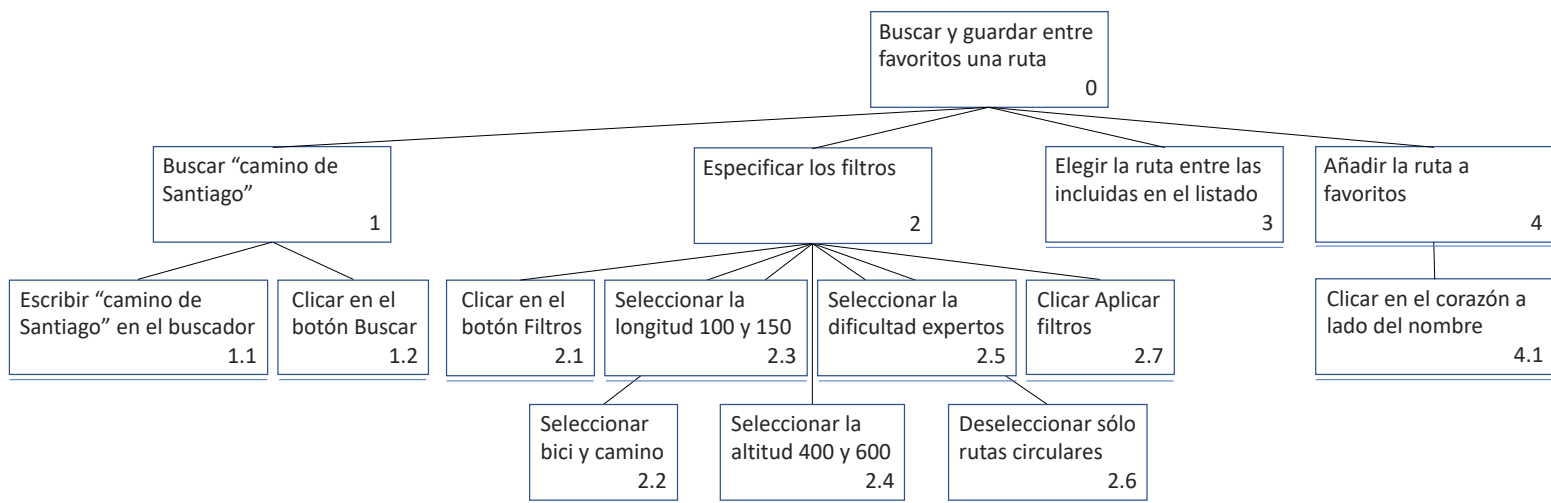 Buscar y guardar entre
favoritos una ruta
0
Buscar “camino de
Santiago”
1
Especificar los filtros
2
Elegir la ruta entre las
incluidas en el listado
3
Añadir la ruta a
favoritos
4
Escribir “camino de
Santiago” en el buscador
1.1
Clicar en el
botón Buscar
1.2
Clicar en el
botón Filtros
2.1
Seleccionar la
longitud 100 y 150
2.3
Seleccionar la
dificultad expertos
2.5
Clicar Aplicar
filtros
2.7
Clicar en el corazón a
lado del nombre
4.1
Seleccionar
bici y camino
2.2
Seleccionar la
altitud 400 y 600
2.4
Deseleccionar sólo
rutas circulares
2.6